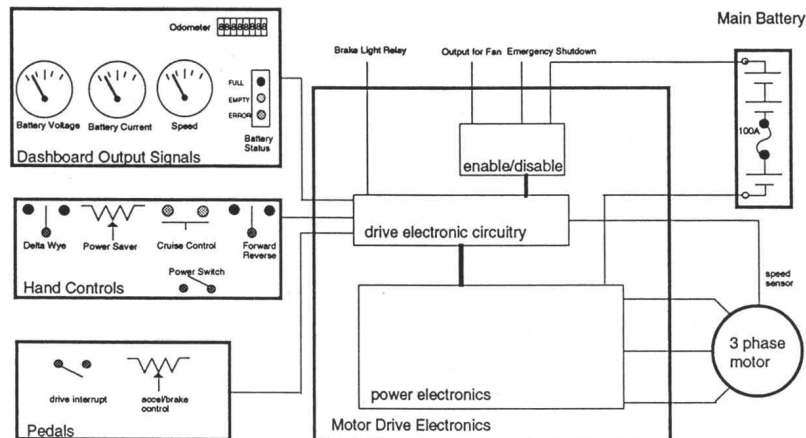 Main Battery
Odometer 88888888
Brake Light Relay
Output for Fan
Emergency Shutdown
FULL
EMPTY
ERROR
100A
Battery Voltage
Battery Current
Speed
Battery
Status
Dashboard Output Signals
enable/disable
drive electronic circuitry
Delta Wye
Power Saver
Cruise Control
Forward
Reverse
Power Switch
Hand Controls
speed
sensor
3 phase
motor
drive interrupt
accel/brake
control
power electronics
Pedals
Motor Drive Electronics